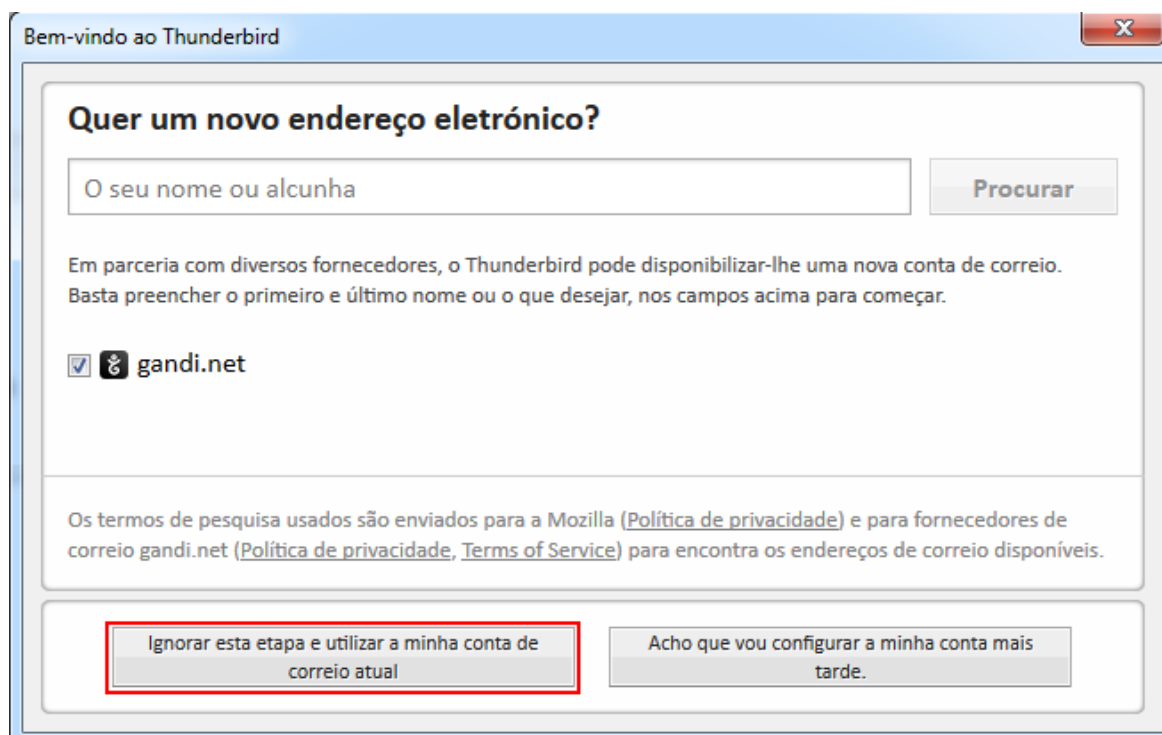 Bem-vindo ao Thunderbird
Quer um novo endereço eletrónico?
O seu nome ou alcunha
Procurar
Em parceria com diversos fornecedores, o Thunderbird pode disponibilizar-lhe uma nova conta de correio.
Basta preencher o primeiro e último nome ou o que desejar, nos campos acima para começar.
gandi.net
Os termos de pesquisa usados são enviados para a Mozilla (Política de privacidade) e para fornecedores de
correio gandi.net (Política de privacidade, Terms of Service) para encontra os endereços de correio disponíveis.
Ignorar esta etapa e utilizar a minha conta de
correio atual
Acho que vou configurar a minha conta mais
tarde.